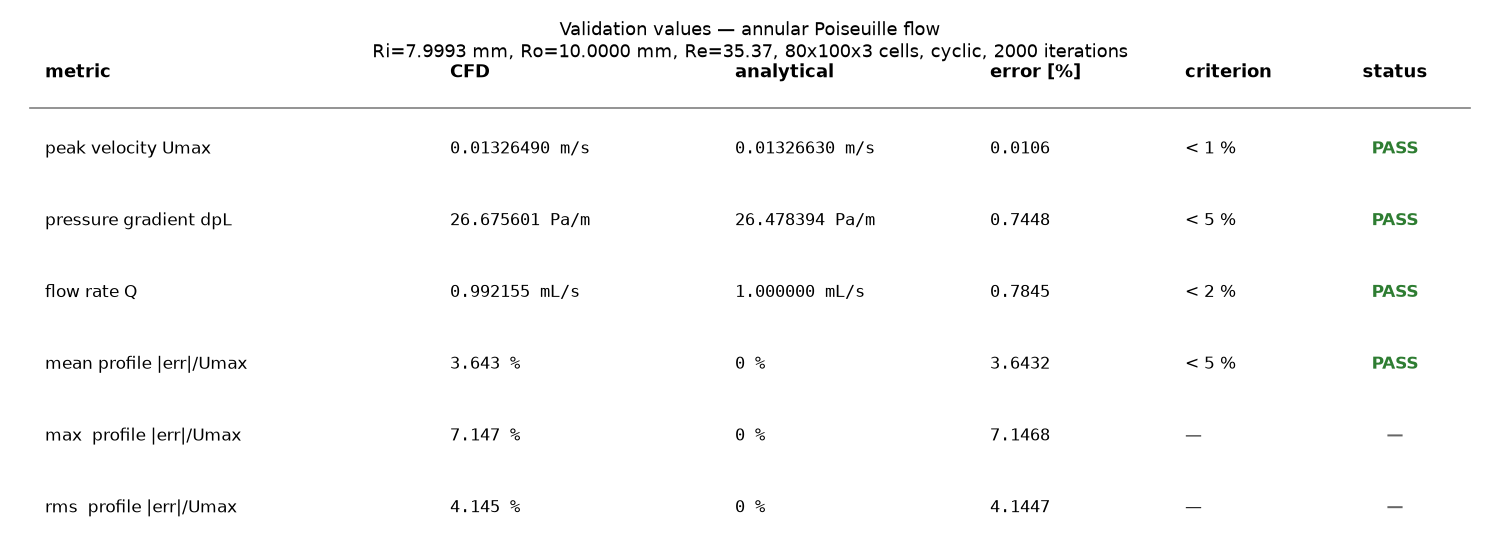 Validation values — annular Poiseuille flow
Ri=7.9993 mm, Ro=10.0000 mm, Re=35.37, 80x100x3 cells, cyclic, 2000 iterations
metric CFD analytical error [%] criterion status
peak velocity Umax 0.01326490 m/s 0.01326630 m/s 0.0106 < 1 % PASS
pressure gradient dpL 26.675601 Pa/m 26.478394 Pa/m 0.7448 < 5 % PASS
flow rate Q 0.992155 mL/s 1.000000 mL/s 0.7845 < 2 % PASS
mean profile |err|/Umax 3.643 % 0 % 3.6432 < 5 % PASS
max  profile |err|/Umax 7.147 % 0 % 7.1468 — —
rms  profile |err|/Umax 4.145 % 0 % 4.1447 — —